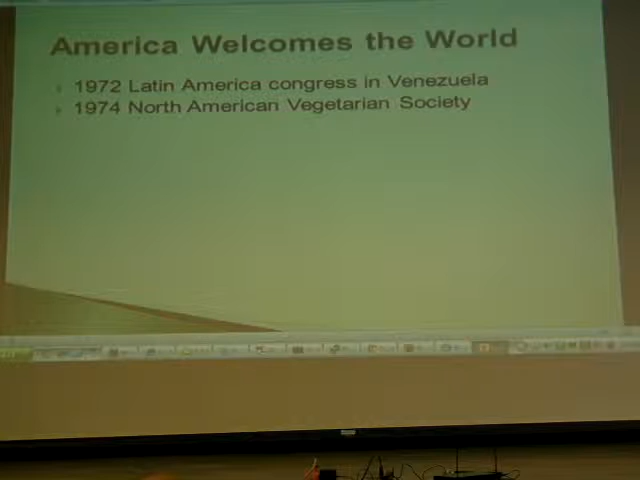 America Welcomes the World
1972 Latin America congress in Venezuela
1974 North American Vegetarian Society